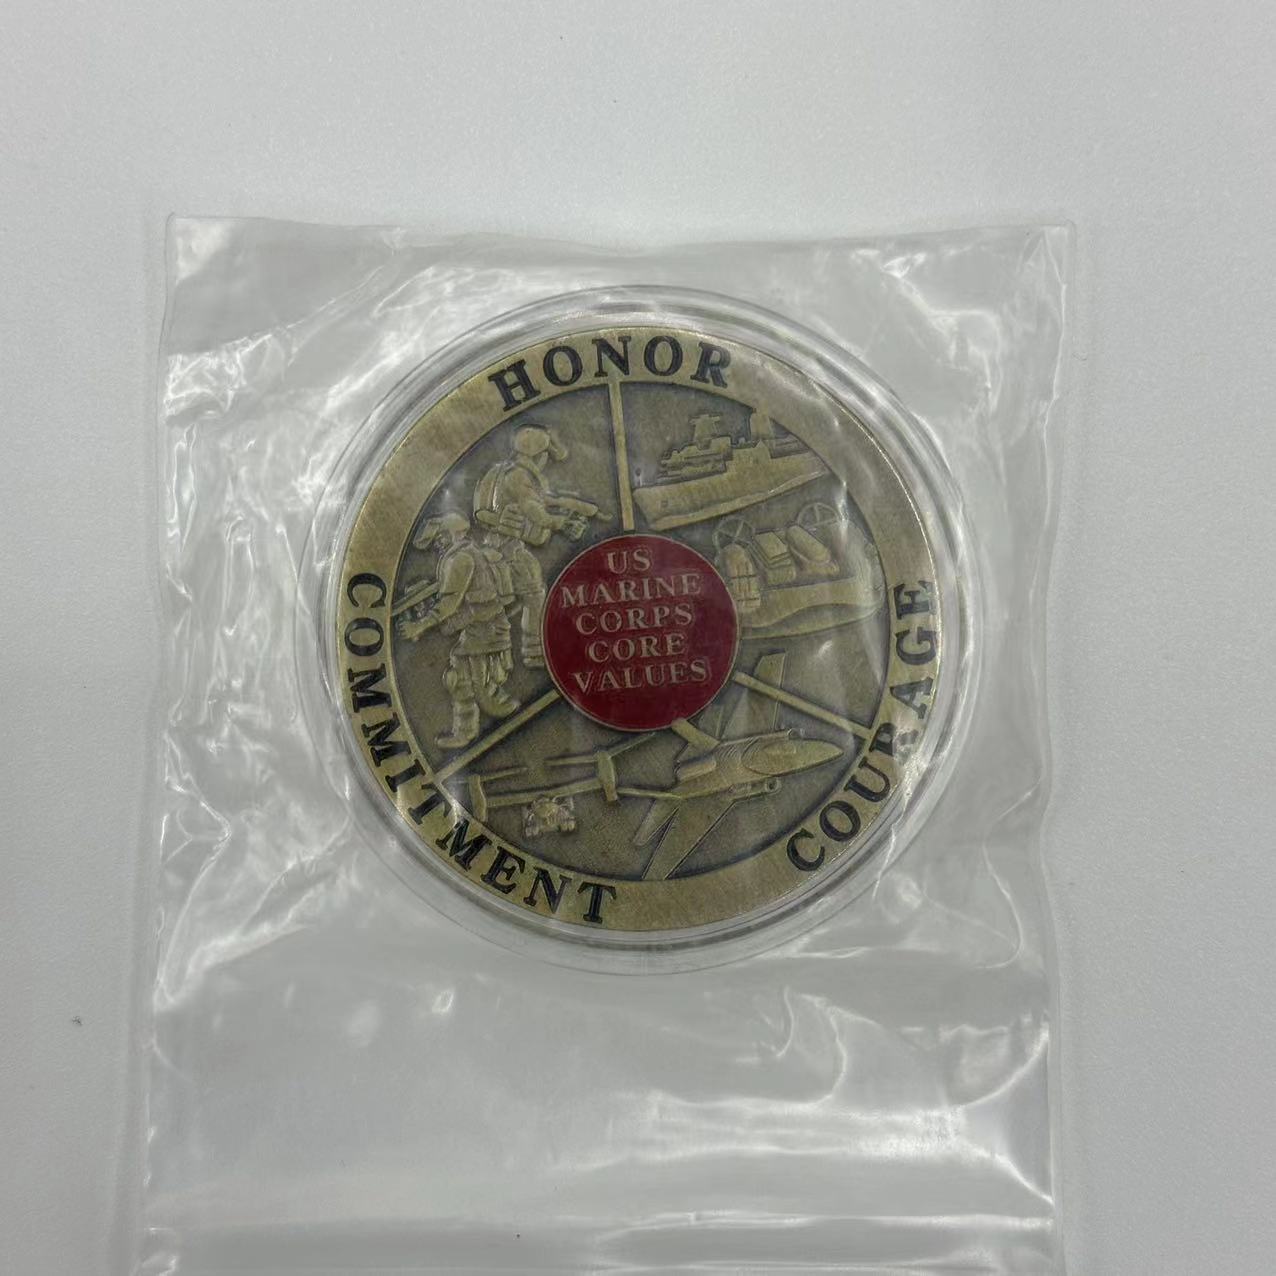 HONOR
US
MARINE
CORPS
CORE
VALUES
COMMITMENT
COURAGE